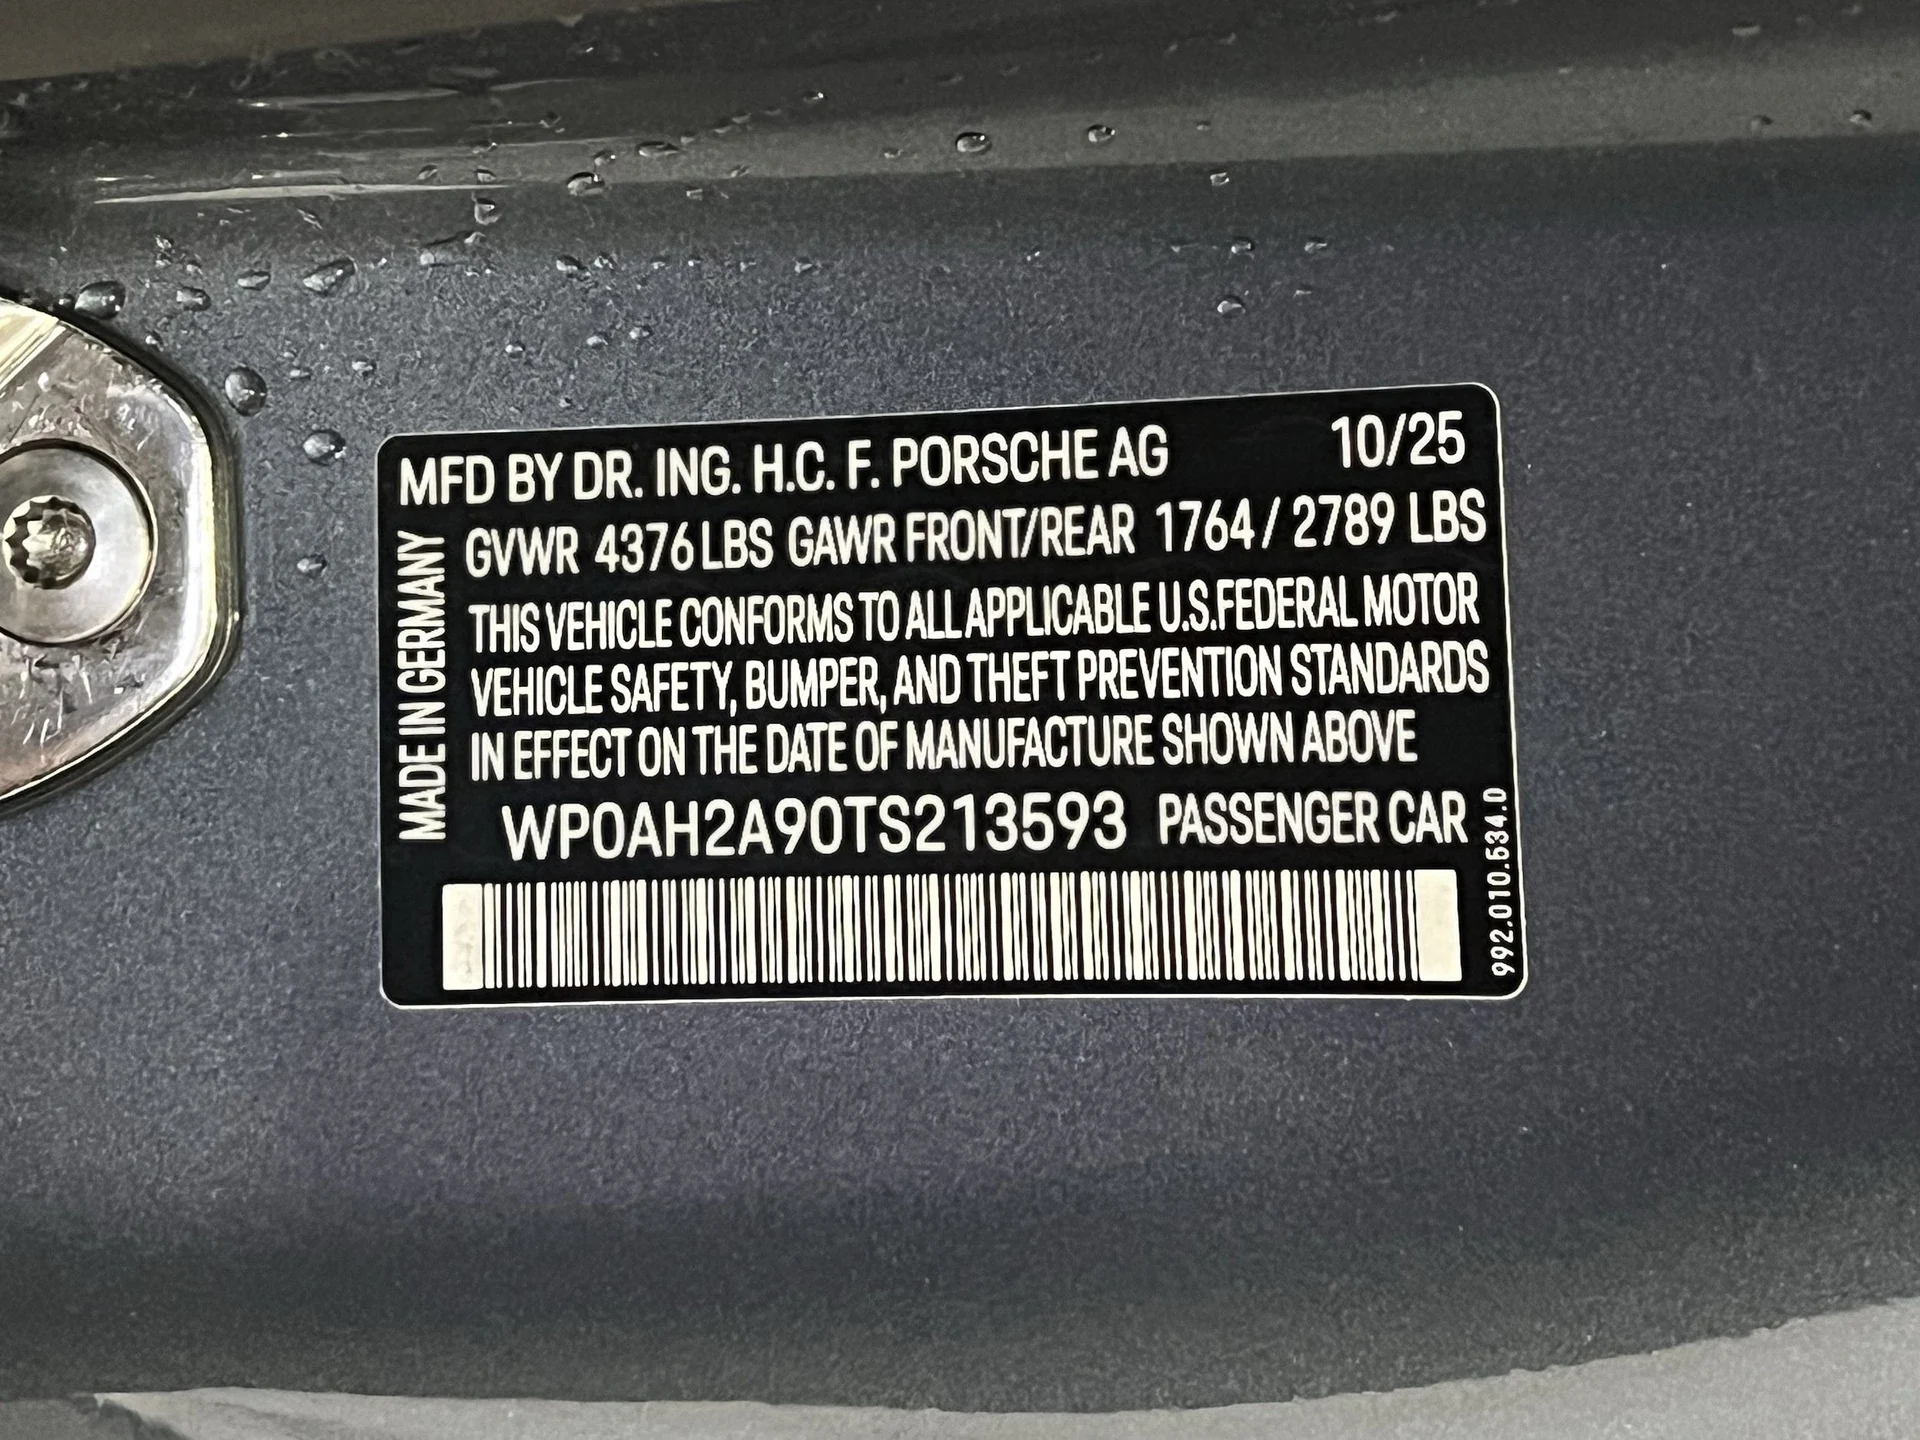 MFD BY DR. ING. H.C. F. PORSCHE AG 10/25
GVWR 4376 LBS GAWR FRONT/REAR 1764 / 2789 LBS
THIS VEHICLE CONFORMS TO ALL APPLICABLE U.S. FEDERAL MOTOR
VEHICLE SAFETY, BUMPER, AND THEFT PREVENTION STANDARDS
IN EFFECT ON THE DATE OF MANUFACTURE SHOWN ABOVE
WP0AH2A90TS213593 PASSENGER CAR
MADE IN GERMANY
992.010.534.0